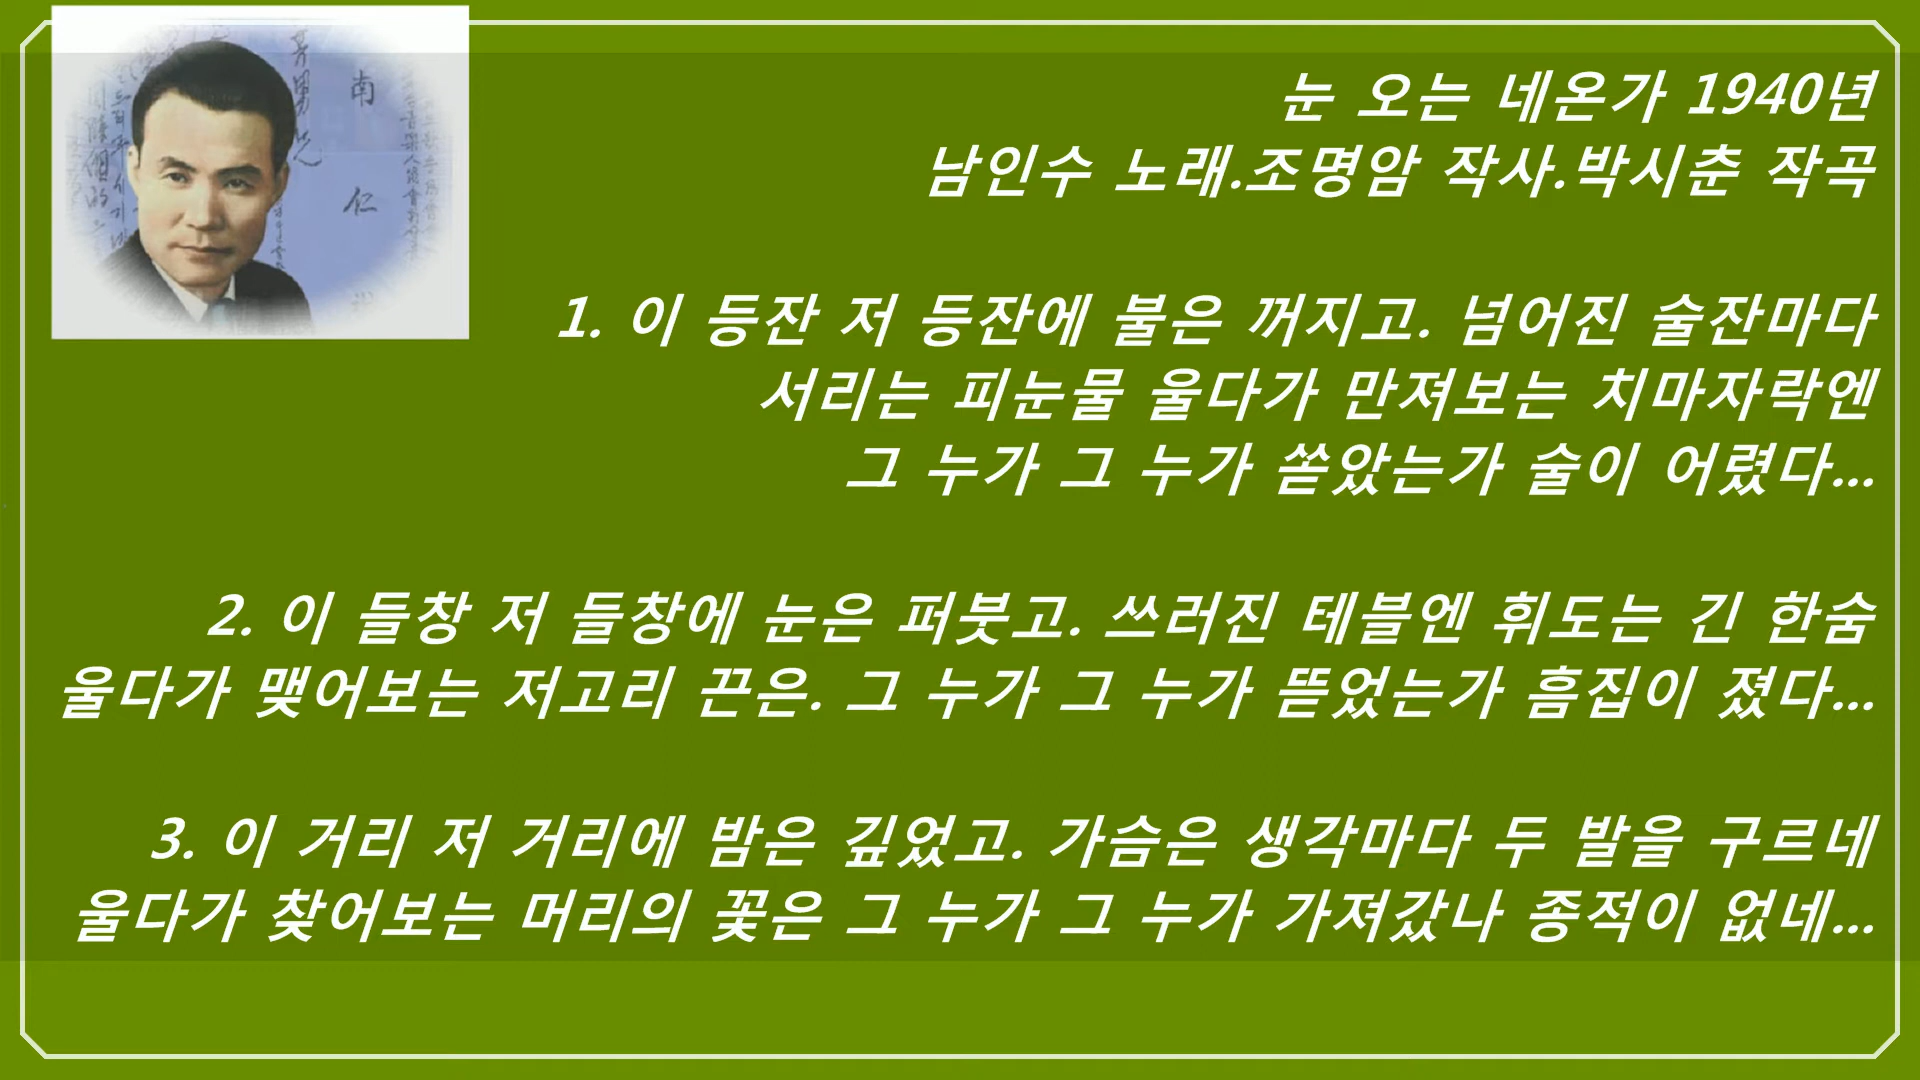 南
仁
눈 오는 네온가 1940년
남인수 노래.조명암 작사.박시춘 작곡
1. 이 등잔 저 등잔에 불은 꺼지고. 넘어진 술잔마다
서리는 피눈물 울다가 만져보는 치마자락엔
그 누가 그 누가 쏟았는가 술이 어렸다...
2. 이 들창 저 들창에 눈은 퍼붓고. 쓰러진 테블엔 휘도는 긴 한숨
울다가 맺어보는 저고리 끈은. 그 누가 그 누가 뜯었는가 흠집이 졌다...
3. 이 거리 저 거리에 밤은 깊었고. 가슴은 생각마다 두 발을 구르네
울다가 찾어보는 머리의 꽃은 그 누가 그 누가 가져갔나 종적이 없네...